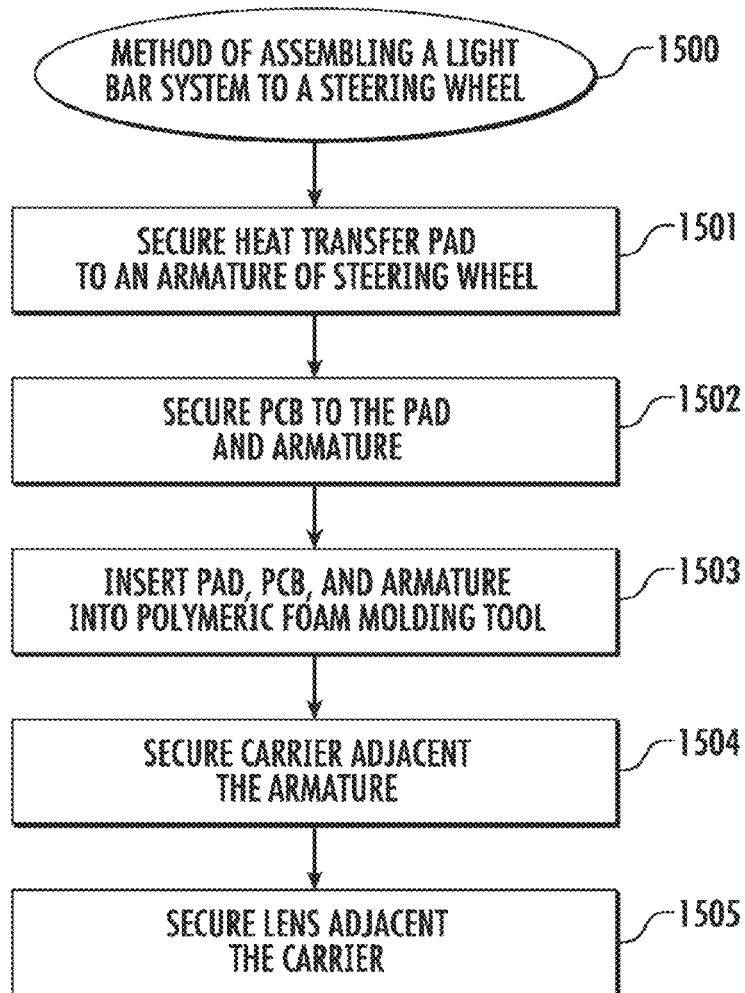 METHOD OF ASSEMBLING A LIGHT
BAR SYSTEM TO A STEERING WHEEL
1500
SECURE HEAT TRANSFER PAD
TO AN ARMATURE OF STEERING WHEEL
1501
SECURE PCB TO THE PAD
AND ARMATURE
1502
INSERT PAD, PCB, AND ARMATURE
INTO POLYMERIC FOAM MOLDING TOOL
1503
SECURE CARRIER ADJACENT
THE ARMATURE
1504
SECURE LENS ADJACENT
THE CARRIER
1505